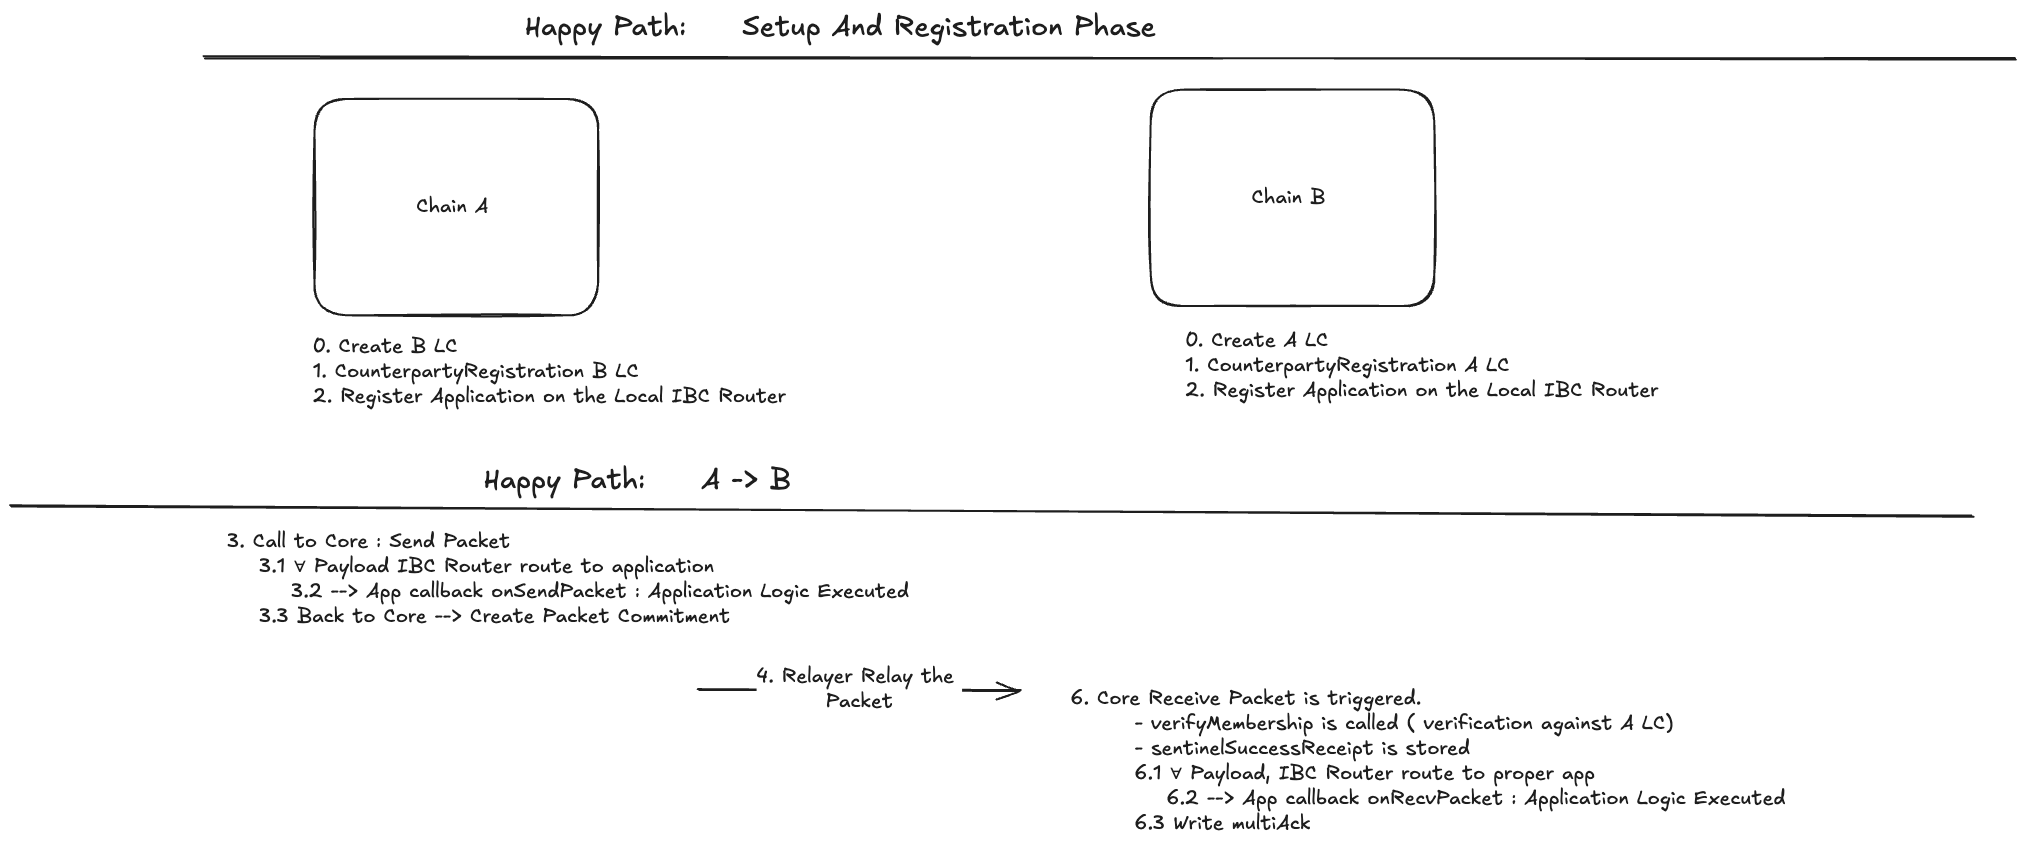 Happy Path: Setup And Registration Phase
Chain A
Chain B
0. Create B LC
1. CounterpartyRegistration B LC
2. Register Application on the Local IBC Router
0. Create A LC
1. CounterpartyRegistration A LC
2. Register Application on the Local IBC Router
Happy Path: A -> B
3. Call to Core : Send Packet
3.1 ∀ Payload IBC Router route to application
3.2 --> App callback onSendPacket : Application Logic Executed
3.3 Back to Core --> Create Packet Commitment
4. Relayer Relay the
Packet
6. Core Receive Packet is triggered.
- verifyMembership is called ( verification against A LC)
- sentinelSuccessReceipt is stored
6.1 ∀ Payload, IBC Router route to proper app
6.2 --> App callback onRecvPacket : Application Logic Executed
6.3 Write multiAck